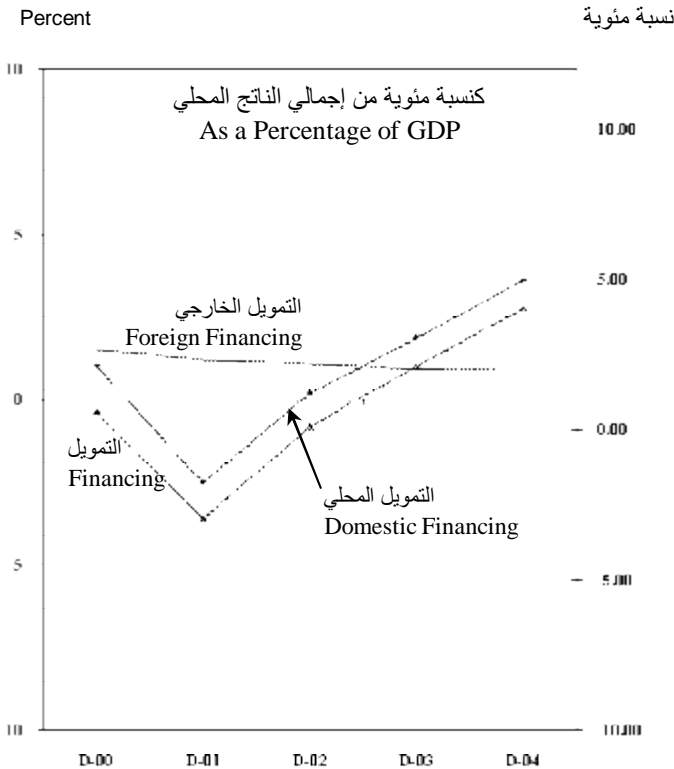 Percent
نسبة مئوية
كنسبة مئوية من إجمالي الناتج المحلي
As a Percentage of GDP
10
5
0
5
10
10.00
5.00
0.00
5.00
10.00
التمويل الخارجي
Foreign Financing
التمويل
Financing
التمويل المحلي
Domestic Financing
D-00 D-01 D-02 D-03 D-04